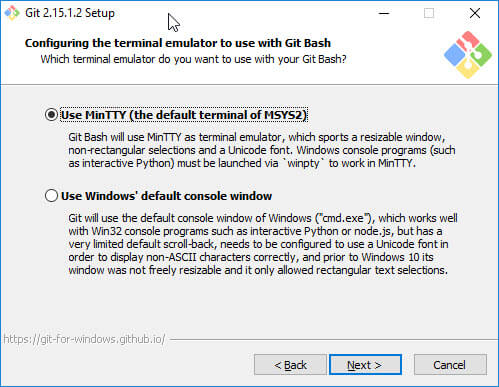 Git 2.15.1.2 Setup
Configuring the terminal emulator to use with Git Bash
Which terminal emulator do you want to use with your Git Bash?
Use MinTTY (the default terminal of MSYS2)
Git Bash will use MinTTY as terminal emulator, which sports a resizable window,
non-rectangular selections and a Unicode font. Windows console programs (such
as interactive Python) must be launched via `winpty` to work in MinTTY.
Use Windows' default console window
Git will use the default console window of Windows ("cmd.exe"), which works well
with Win32 console programs such as interactive Python or node.js, but has a
very limited default scroll-back, needs to be configured to use a Unicode font in
order to display non-ASCII characters correctly, and prior to Windows 10 its
window was not freely resizable and it only allowed rectangular text selections.
https://git-for-windows.github.io/
< Back
Next >
Cancel